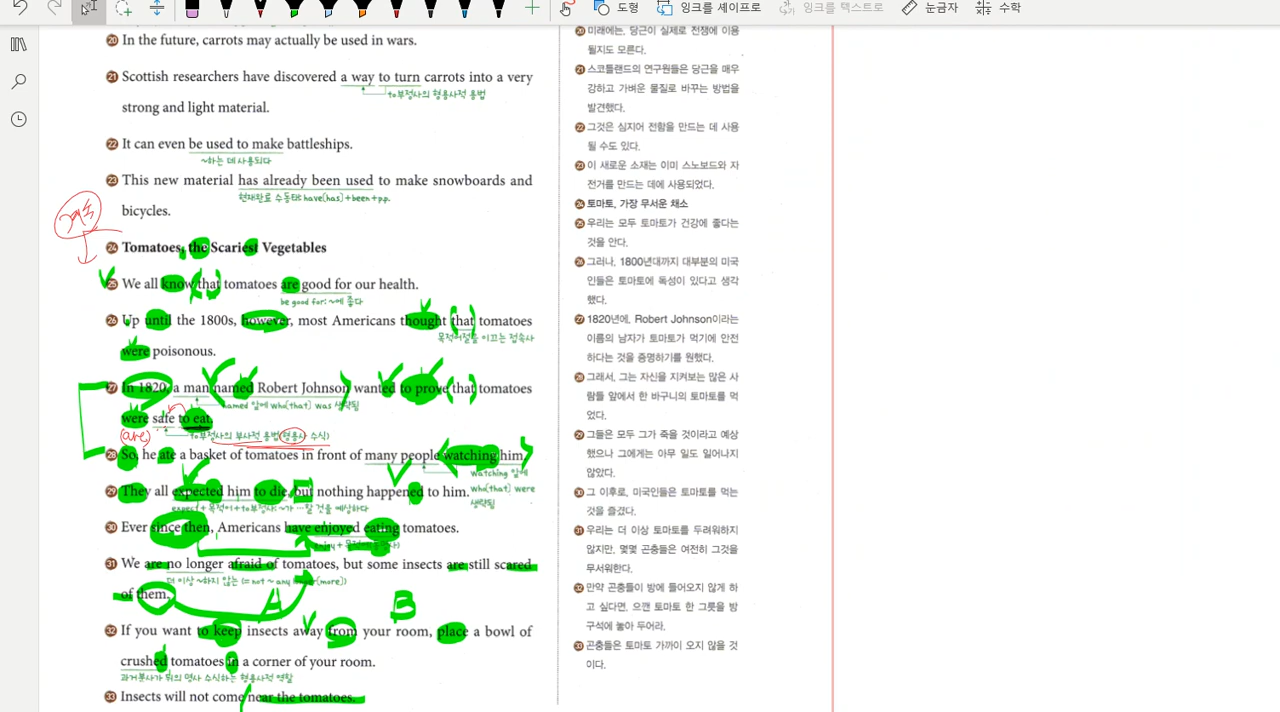 도형 잉크를 셰이프로 잉크를 텍스트로 눈금자 수학
⑳ In the future, carrots may actually be used in wars.
㉑ Scottish researchers have discovered a way to turn carrots into a very
to부정사의 형용사적 용법
strong and light material.
㉒ It can even be used to make battleships.
~하는 데 사용되다
㉓ This new material has already been used to make snowboards and
현재완료 수동태: have(has)+been+p.p.
bicycles.
계속
㉔ Tomatoes, the Scariest Vegetables
㉕ We all know that tomatoes are good for our health.
be good for: ~에 좋다
㉖ Up until the 1800s, however, most Americans thought that tomatoes
목적어절을 이끄는 접속사
were poisonous.
㉗ In 1820, a man named Robert Johnson wanted to prove that tomatoes
named 앞에 who(that) was 생략됨
were safe to eat.
(are)
to부정사의 부사적 용법(형용사 수식)
㉘ So, he ate a basket of tomatoes in front of many people watching him.
watching 앞에
who(that) were
생략됨
㉙ They all expected him to die, but nothing happened to him.
expect+목적어+to부정사: ~가 …할 것을 예상하다
㉚ Ever since then, Americans have enjoyed eating tomatoes.
㉛ We are no longer afraid of tomatoes, but some insects are still scared
더 이상 ~하지 않는 (= not ~ any longer(more))
of them.
A B
㉜ If you want to keep insects away from your room, place a bowl of
crushed tomatoes in a corner of your room.
과거분사가 뒤의 명사 수식하는 형용사적 역할
㉝ Insects will not come near the tomatoes.
⑳ 미래에는, 당근이 실제로 전쟁에 이용
될지도 모른다.
㉑ 스코틀랜드의 연구원들은 당근을 매우
강하고 가벼운 물질로 바꾸는 방법을
발견했다.
㉒ 그것은 심지어 전함을 만드는 데 사용
될 수도 있다.
㉓ 이 새로운 소재는 이미 스노보드와 자
전거를 만드는 데에 사용되었다.
㉔ 토마토, 가장 무서운 채소
㉕ 우리는 모두 토마토가 건강에 좋다는
것을 안다.
㉖ 그러나, 1800년대까지 대부분의 미국
인들은 토마토에 독성이 있다고 생각
했다.
㉗ 1820년에, Robert Johnson이라는
이름의 남자가 토마토가 먹기에 안전
하다는 것을 증명하기를 원했다.
㉘ 그래서, 그는 자신을 지켜보는 많은 사
람들 앞에서 한 바구니의 토마토를 먹
었다.
㉙ 그들은 모두 그가 죽을 것이라고 예상
했으나 그에게는 아무 일도 일어나지
않았다.
㉚ 그 이후로, 미국인들은 토마토를 먹는
것을 즐겼다.
㉛ 우리는 더 이상 토마토를 두려워하지
않지만, 몇몇 곤충들은 여전히 그것을
무서워한다.
㉜ 만약 곤충들이 방에 들어오지 않게 하
고 싶다면, 으깬 토마토 한 그릇을 방
구석에 놓아 두어라.
㉝ 곤충들은 토마토 가까이 오지 않을 것
이다.